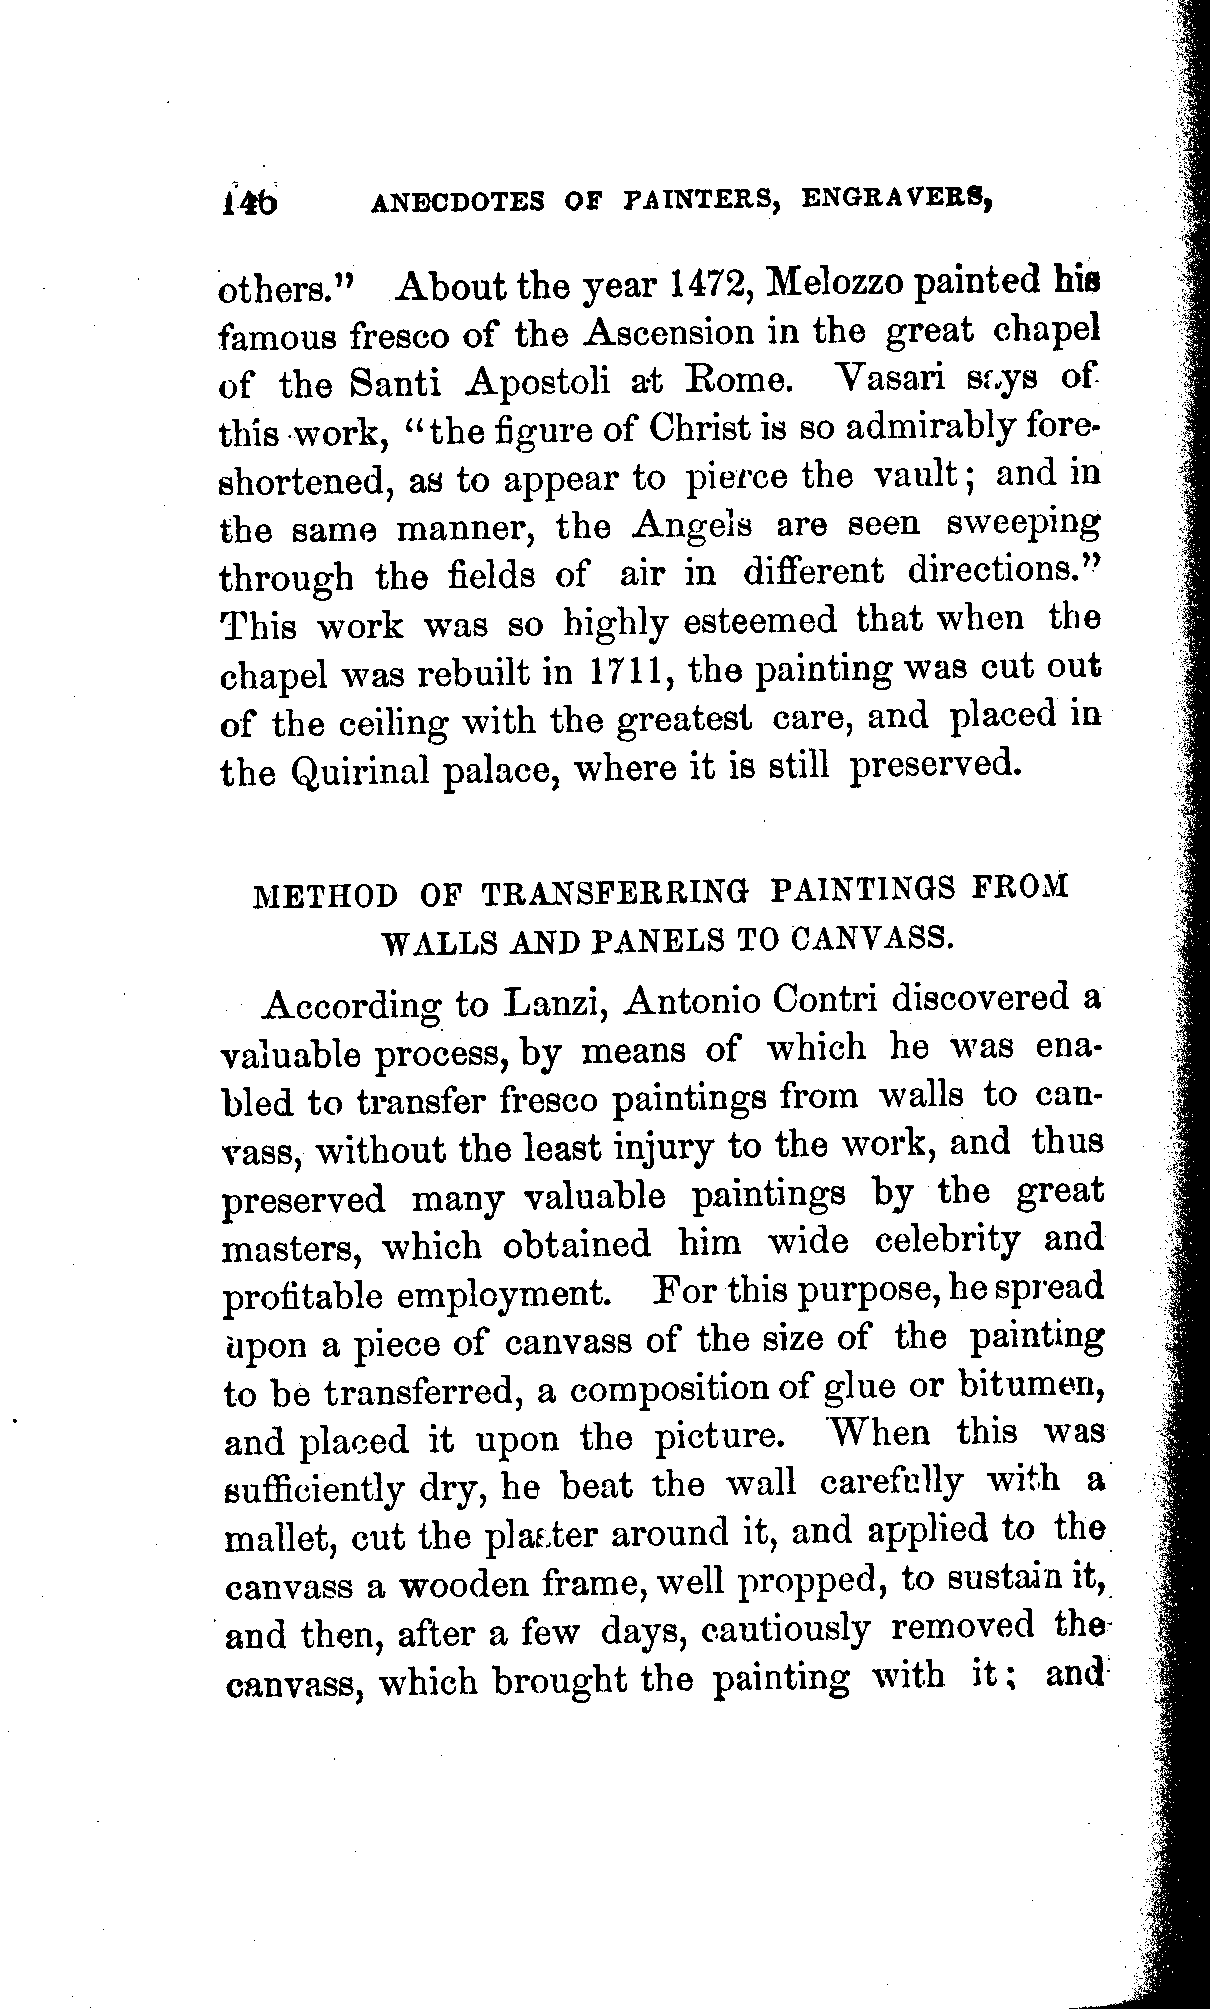 146 ANECDOTES OF PAINTERS, ENGRAVERS,
others." About the year 1472, Melozzo painted his
famous fresco of the Ascension in the great chapel
of the Santi Apostoli at Rome. Vasari says of
this work, "the figure of Christ is so admirably fore-
shortened, as to appear to pierce the vault; and in
the same manner, the Angels are seen sweeping
through the fields of air in different directions."
This work was so highly esteemed that when the
chapel was rebuilt in 1711, the painting was cut out
of the ceiling with the greatest care, and placed in
the Quirinal palace, where it is still preserved.
METHOD OF TRANSFERRING PAINTINGS FROM
WALLS AND PANELS TO CANVASS.
According to Lanzi, Antonio Contri discovered a
valuable process, by means of which he was ena-
bled to transfer fresco paintings from walls to can-
vass, without the least injury to the work, and thus
preserved many valuable paintings by the great
masters, which obtained him wide celebrity and
profitable employment. For this purpose, he spread
upon a piece of canvass of the size of the painting
to be transferred, a composition of glue or bitumen,
and placed it upon the picture. When this was
sufficiently dry, he beat the wall carefully with a
mallet, cut the plaster around it, and applied to the
canvass a wooden frame, well propped, to sustain it,
and then, after a few days, cautiously removed the
canvass, which brought the painting with it; and